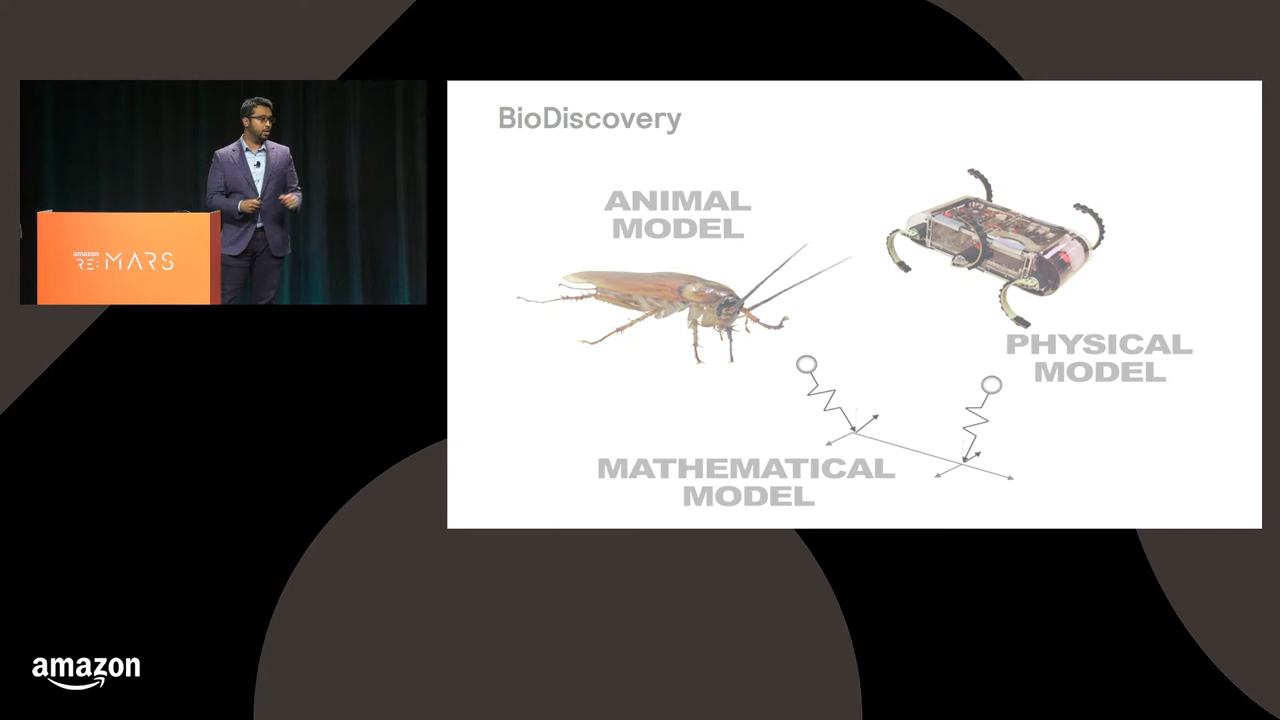 BioDiscovery
ANIMAL
MODEL
PHYSICAL
MODEL
MATHEMATICAL
MODEL
amazon
RE:MARS
amazon